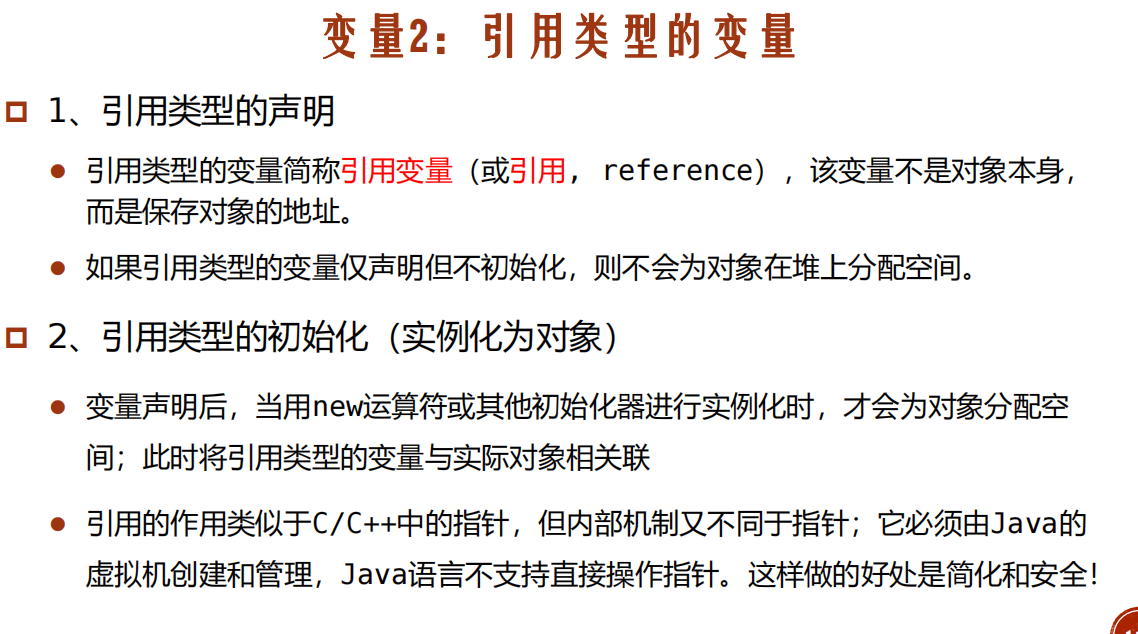 变量2：引用类型的变量
1、引用类型的声明
引用类型的变量简称引用变量（或引用, reference），该变量不是对象本身，
而是保存对象的地址。
如果引用类型的变量仅声明但不初始化，则不会为对象在堆上分配空间。
2、引用类型的初始化（实例化为对象）
变量声明后，当用new运算符或其他初始化器进行实例化时，才会为对象分配空
间；此时将引用类型的变量与实际对象相关联
引用的作用类似于C/C++中的指针，但内部机制又不同于指针；它必须由Java的
虚拟机创建和管理，Java语言不支持直接操作指针。这样做的好处是简化和安全！